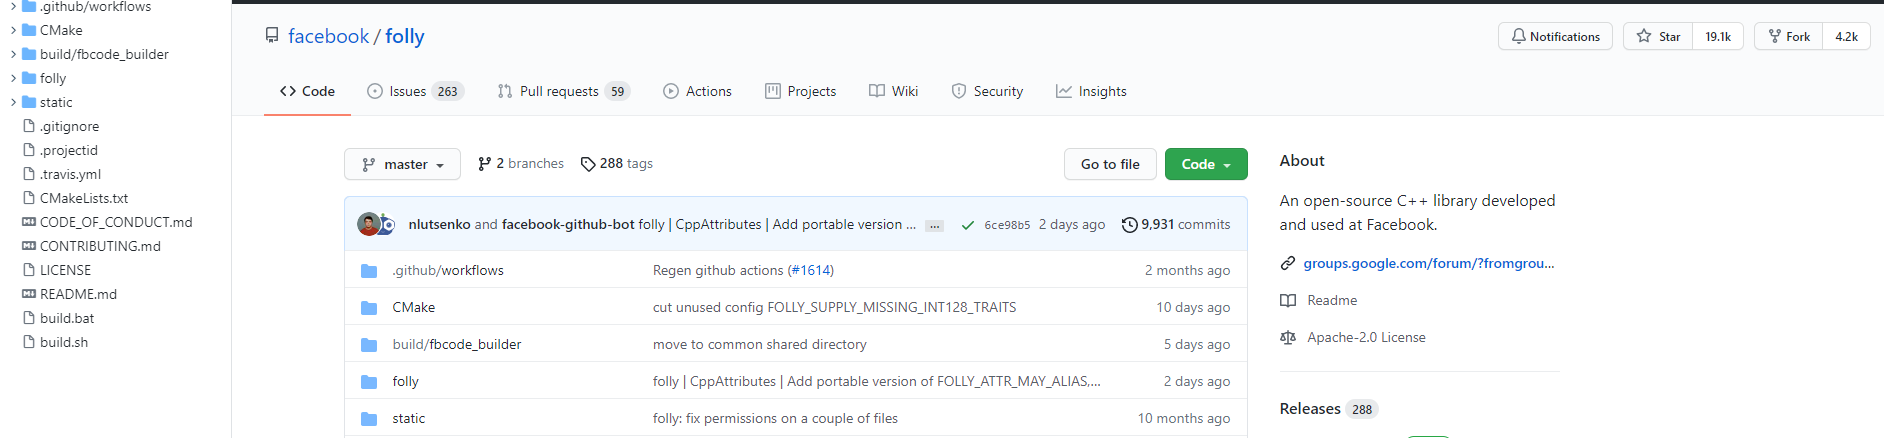 .github/workflows
CMake
build/fbcode_builder
folly
static
.gitignore
.projectid
.travis.yml
CMakeLists.txt
CODE_OF_CONDUCT.md
CONTRIBUTING.md
LICENSE
README.md
build.bat
build.sh
facebook / folly
Notifications
Star 19.1k
Fork 4.2k
Code
Issues 263
Pull requests 59
Actions
Projects
Wiki
Security
Insights
master
2 branches
288 tags
Go to file
Code
nlutsenko and facebook-github-bot folly | CppAttributes | Add portable version ... ... 6ce98b5 2 days ago 9,931 commits
.github/workflows Regen github actions (#1614) 2 months ago
CMake cut unused config FOLLY_SUPPLY_MISSING_INT128_TRAITS 10 days ago
build/fbcode_builder move to common shared directory 5 days ago
folly folly | CppAttributes | Add portable version of FOLLY_ATTR_MAY_ALIAS,... 2 days ago
static folly: fix permissions on a couple of files 10 months ago
About
An open-source C++ library developed
and used at Facebook.
groups.google.com/forum/?fromgrou...
Readme
Apache-2.0 License
Releases 288